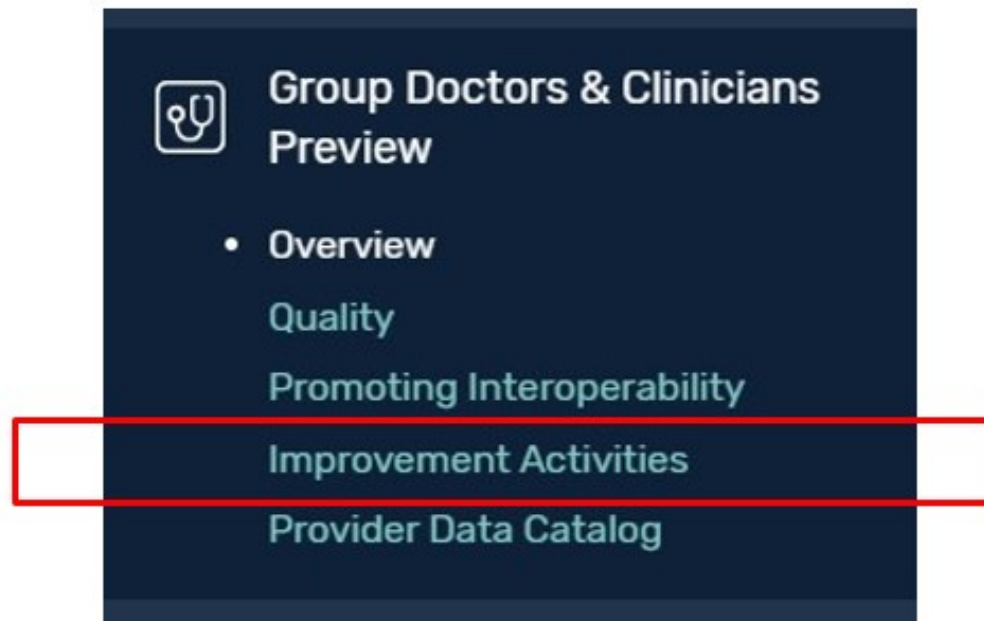 Group Doctors & Clinicians
Preview
• Overview
Quality
Promoting Interoperability
Improvement Activities
Provider Data Catalog